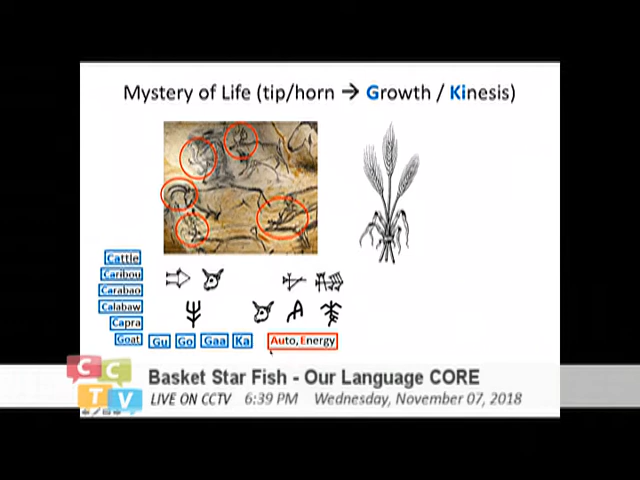 Mystery of Life (tip/horn → Growth / Kinesis)
Cattle
Caribou
Carabao
Calabaw
Capra
Goat
Gu Go Gaa Ka
Auto, Energy
CCTV
Basket Star Fish - Our Language CORE
LIVE ON CCTV 6:39 PM Wednesday, November 07, 2018